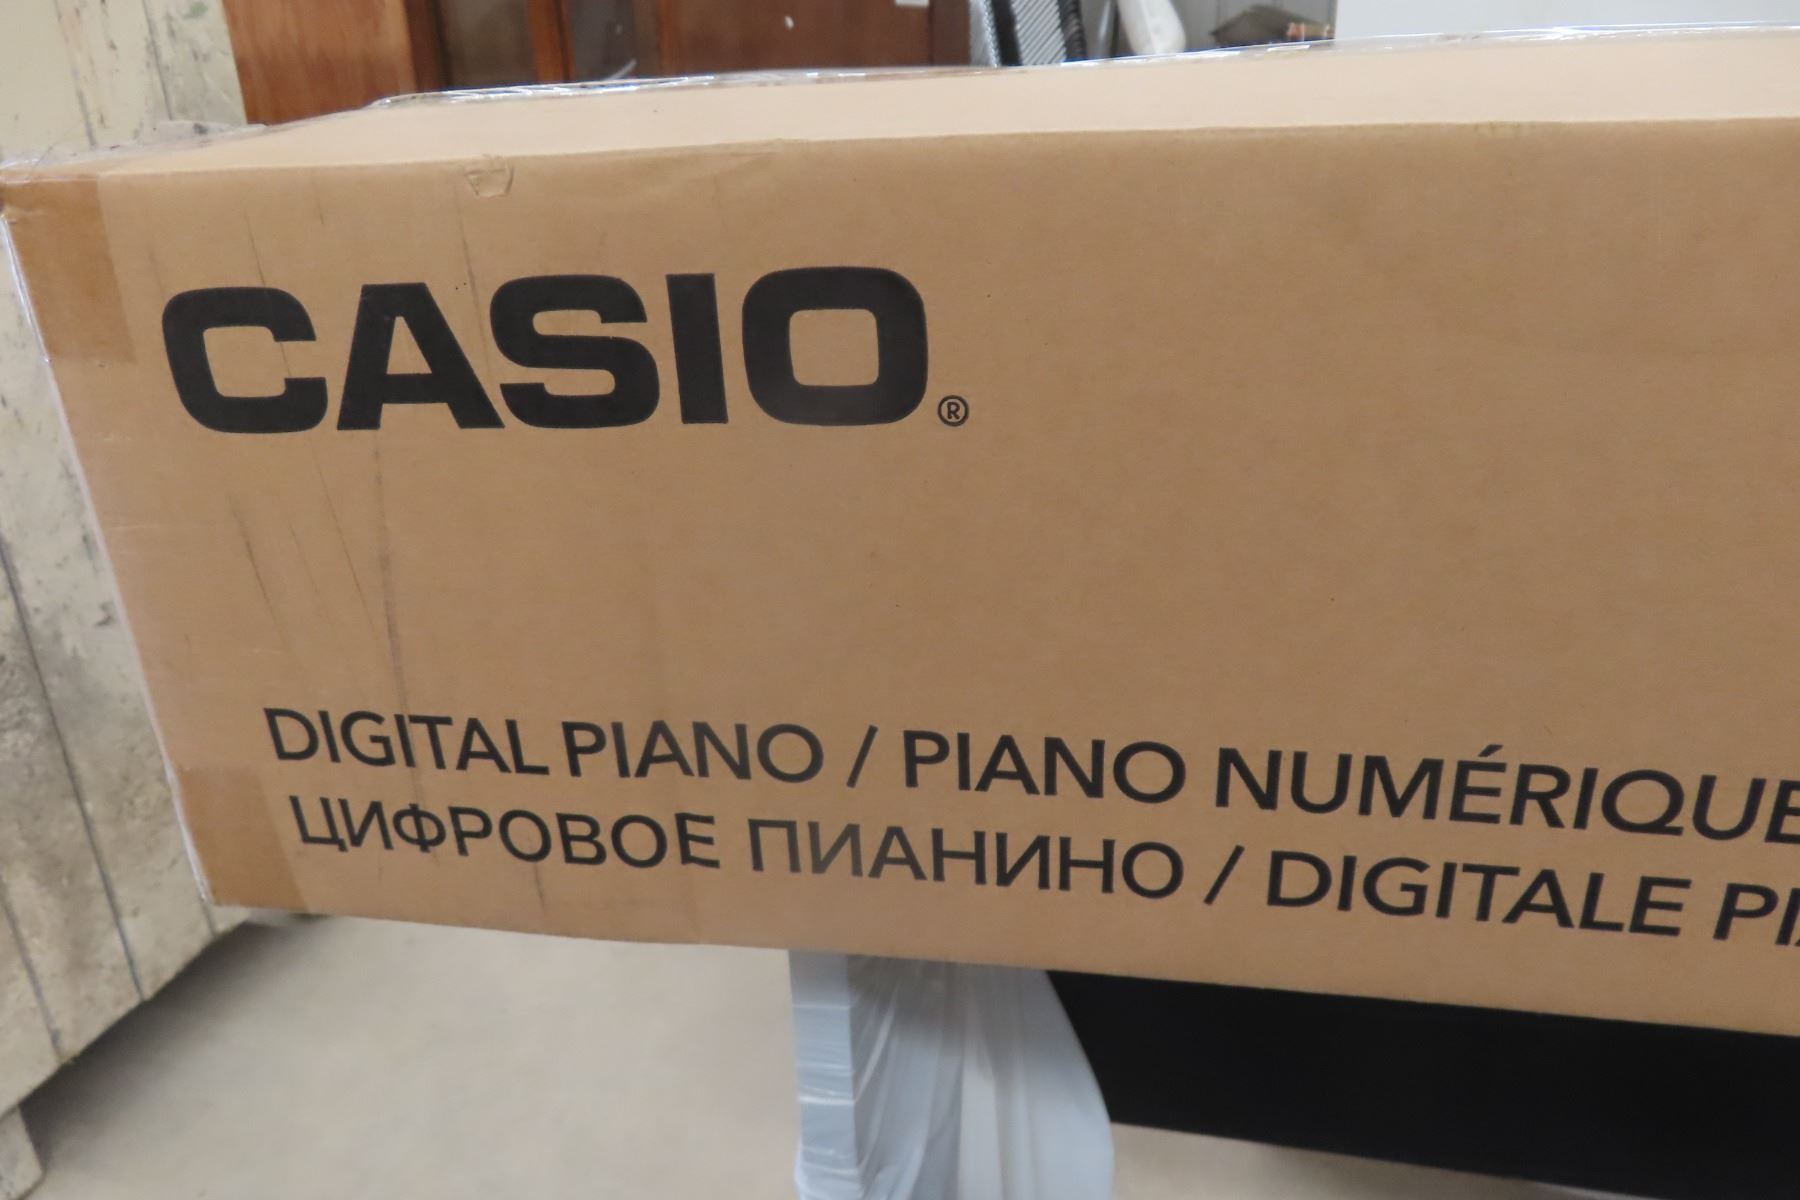 CASIO®
DIGITAL PIANO / PIANO NUMÉRIQUE
ЦИФРОВОЕ ПИАНИНО / DIGITALE